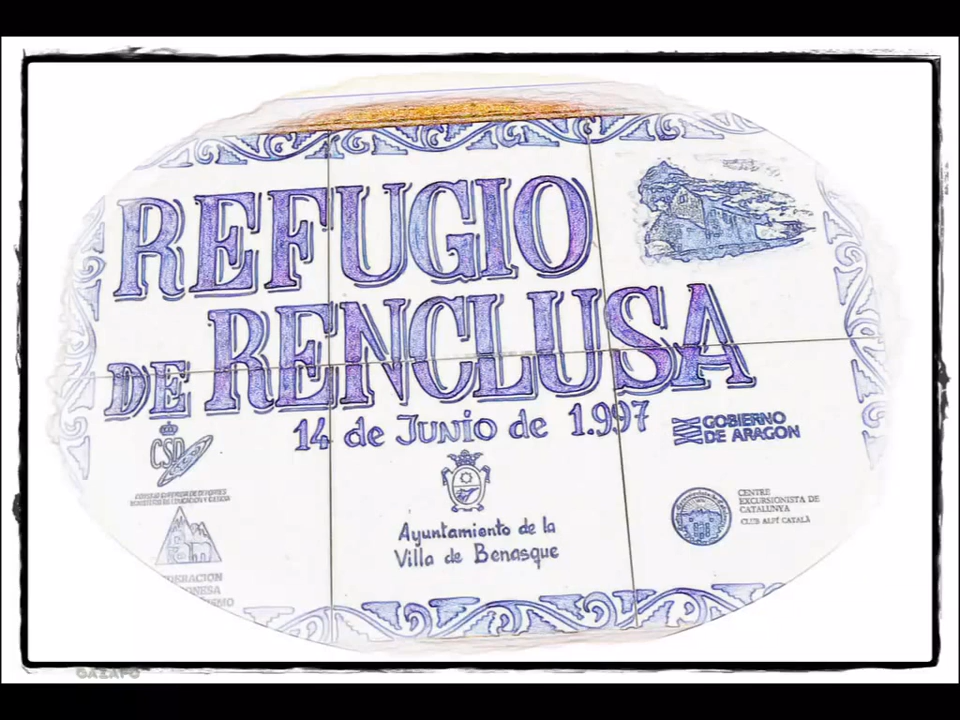 REFUGIO
DE RENCLUSA
14 de Junio de 1.997
CSD
GOBIERNO
DE ARAGON
Ayuntamiento de la
Villa de Benasque
CENTRE
EXCURSIONISTA DE
CATALUNYA
CLUB ALPÍ CATALÀ